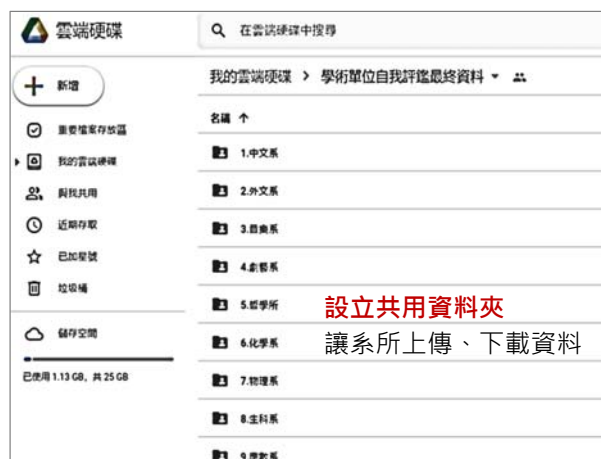 雲端硬碟
在雲端硬碟中搜尋
新增
我的雲端硬碟 > 學術單位自我評鑑最終資料
名稱 ↑
重要檔案存放區
我的雲端硬碟
與我共用
近期存取
已加星號
垃圾桶
儲存空間
已使用 1.13 GB，共 25 GB
1.中文系
2.外文系
3.音樂系
4.劇藝系
5.哲學所
6.化學系
7.物理系
8.生科系
9.應數系
設立共用資料夾
讓系所上傳、下載資料